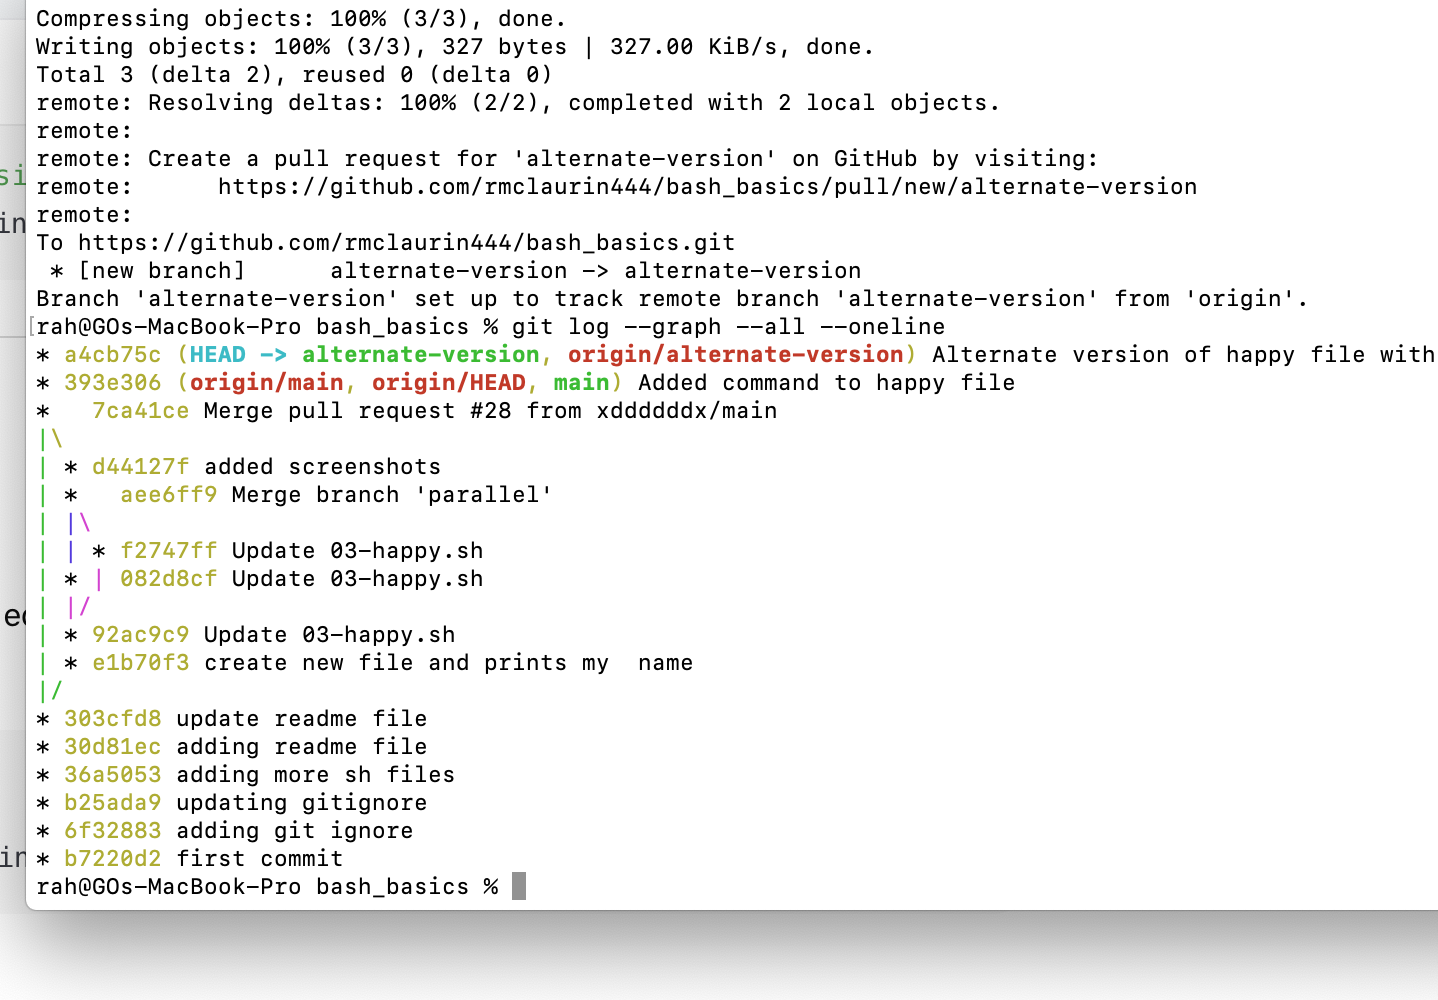 Compressing objects: 100% (3/3), done.
Writing objects: 100% (3/3), 327 bytes | 327.00 KiB/s, done.
Total 3 (delta 2), reused 0 (delta 0)
remote: Resolving deltas: 100% (2/2), completed with 2 local objects.
remote:
remote: Create a pull request for 'alternate-version' on GitHub by visiting:
remote:      https://github.com/rmclaurin444/bash_basics/pull/new/alternate-version
remote:
To https://github.com/rmclaurin444/bash_basics.git
 * [new branch]      alternate-version -> alternate-version
Branch 'alternate-version' set up to track remote branch 'alternate-version' from 'origin'.
[rah@GOs-MacBook-Pro bash_basics % git log --graph --all --oneline
* a4cb75c (HEAD -> alternate-version, origin/alternate-version) Alternate version of happy file with
* 393e306 (origin/main, origin/HEAD, main) Added command to happy file
*   7ca41ce Merge pull request #28 from xdddddddx/main
|\
| * d44127f added screenshots
| *   aee6ff9 Merge branch 'parallel'
| |\
| | * f2747ff Update 03-happy.sh
| * | 082d8cf Update 03-happy.sh
| |/
| * 92ac9c9 Update 03-happy.sh
| * e1b70f3 create new file and prints my  name
|/
* 303cfd8 update readme file
* 30d81ec adding readme file
* 36a5053 adding more sh files
* b25ada9 updating gitignore
* 6f32883 adding git ignore
* b7220d2 first commit
rah@GOs-MacBook-Pro bash_basics %